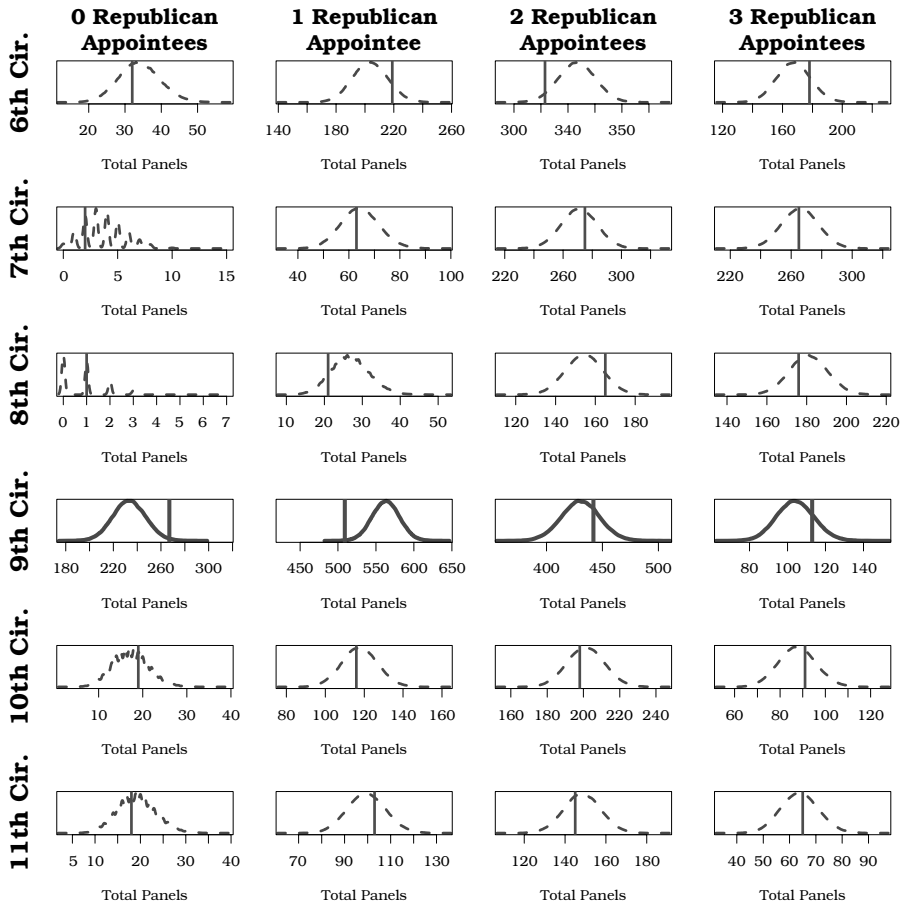 0 Republican Appointees
1 Republican Appointee
2 Republican Appointees
3 Republican Appointees
6th Cir.
20 30 40 50
140 180 220 260
300 340 350
120 160 200
Total Panels Total Panels Total Panels Total Panels
7th Cir.
0 5 10 15
40 60 80 100
220 260 300
220 260 300
Total Panels Total Panels Total Panels Total Panels
8th Cir.
0 1 2 3 4 5 6 7
10 20 30 40 50
120 140 160 180
140 160 180 200 220
Total Panels Total Panels Total Panels Total Panels
9th Cir.
180 220 260 300
450 500 550 600 650
400 450 500
80 100 120 140
Total Panels Total Panels Total Panels Total Panels
10th Cir.
10 20 30 40
80 100 120 140 160
160 180 200 220 240
60 80 100 120
Total Panels Total Panels Total Panels Total Panels
11th Cir.
5 10 20 30 40
70 90 110 130
120 140 160 180
40 50 60 70 80 90
Total Panels Total Panels Total Panels Total Panels